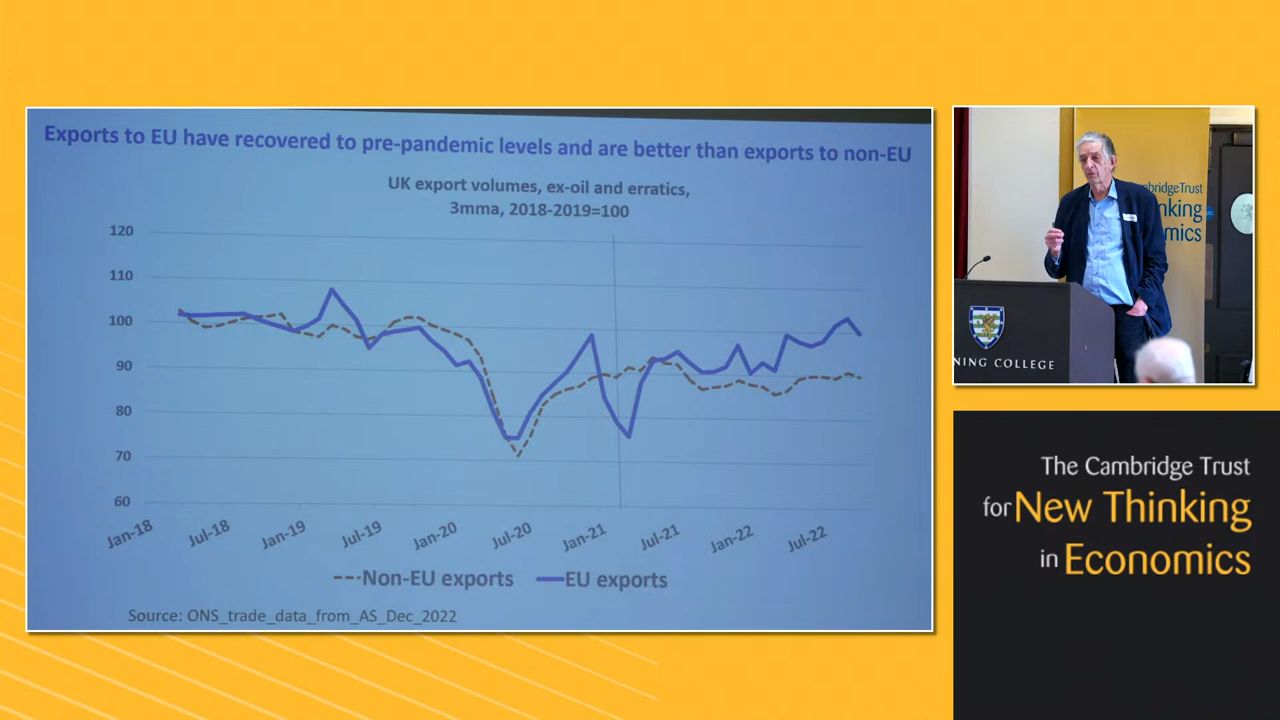 Exports to EU have recovered to pre-pandemic levels and are better than exports to non-EU
UK export volumes, ex-oil and erratics,
3mma, 2018-2019=100
120
110
100
90
80
70
60
Jan-18
Jul-18
Jan-19
Jul-19
Jan-20
Jul-20
Jan-21
Jul-21
Jan-22
Jul-22
Non-EU exports
EU exports
Source: ONS_trade_data_from_AS_Dec_2022
mbridgeTrust
nking
mics
NING COLLEGE
The Cambridge Trust
for New Thinking
in Economics